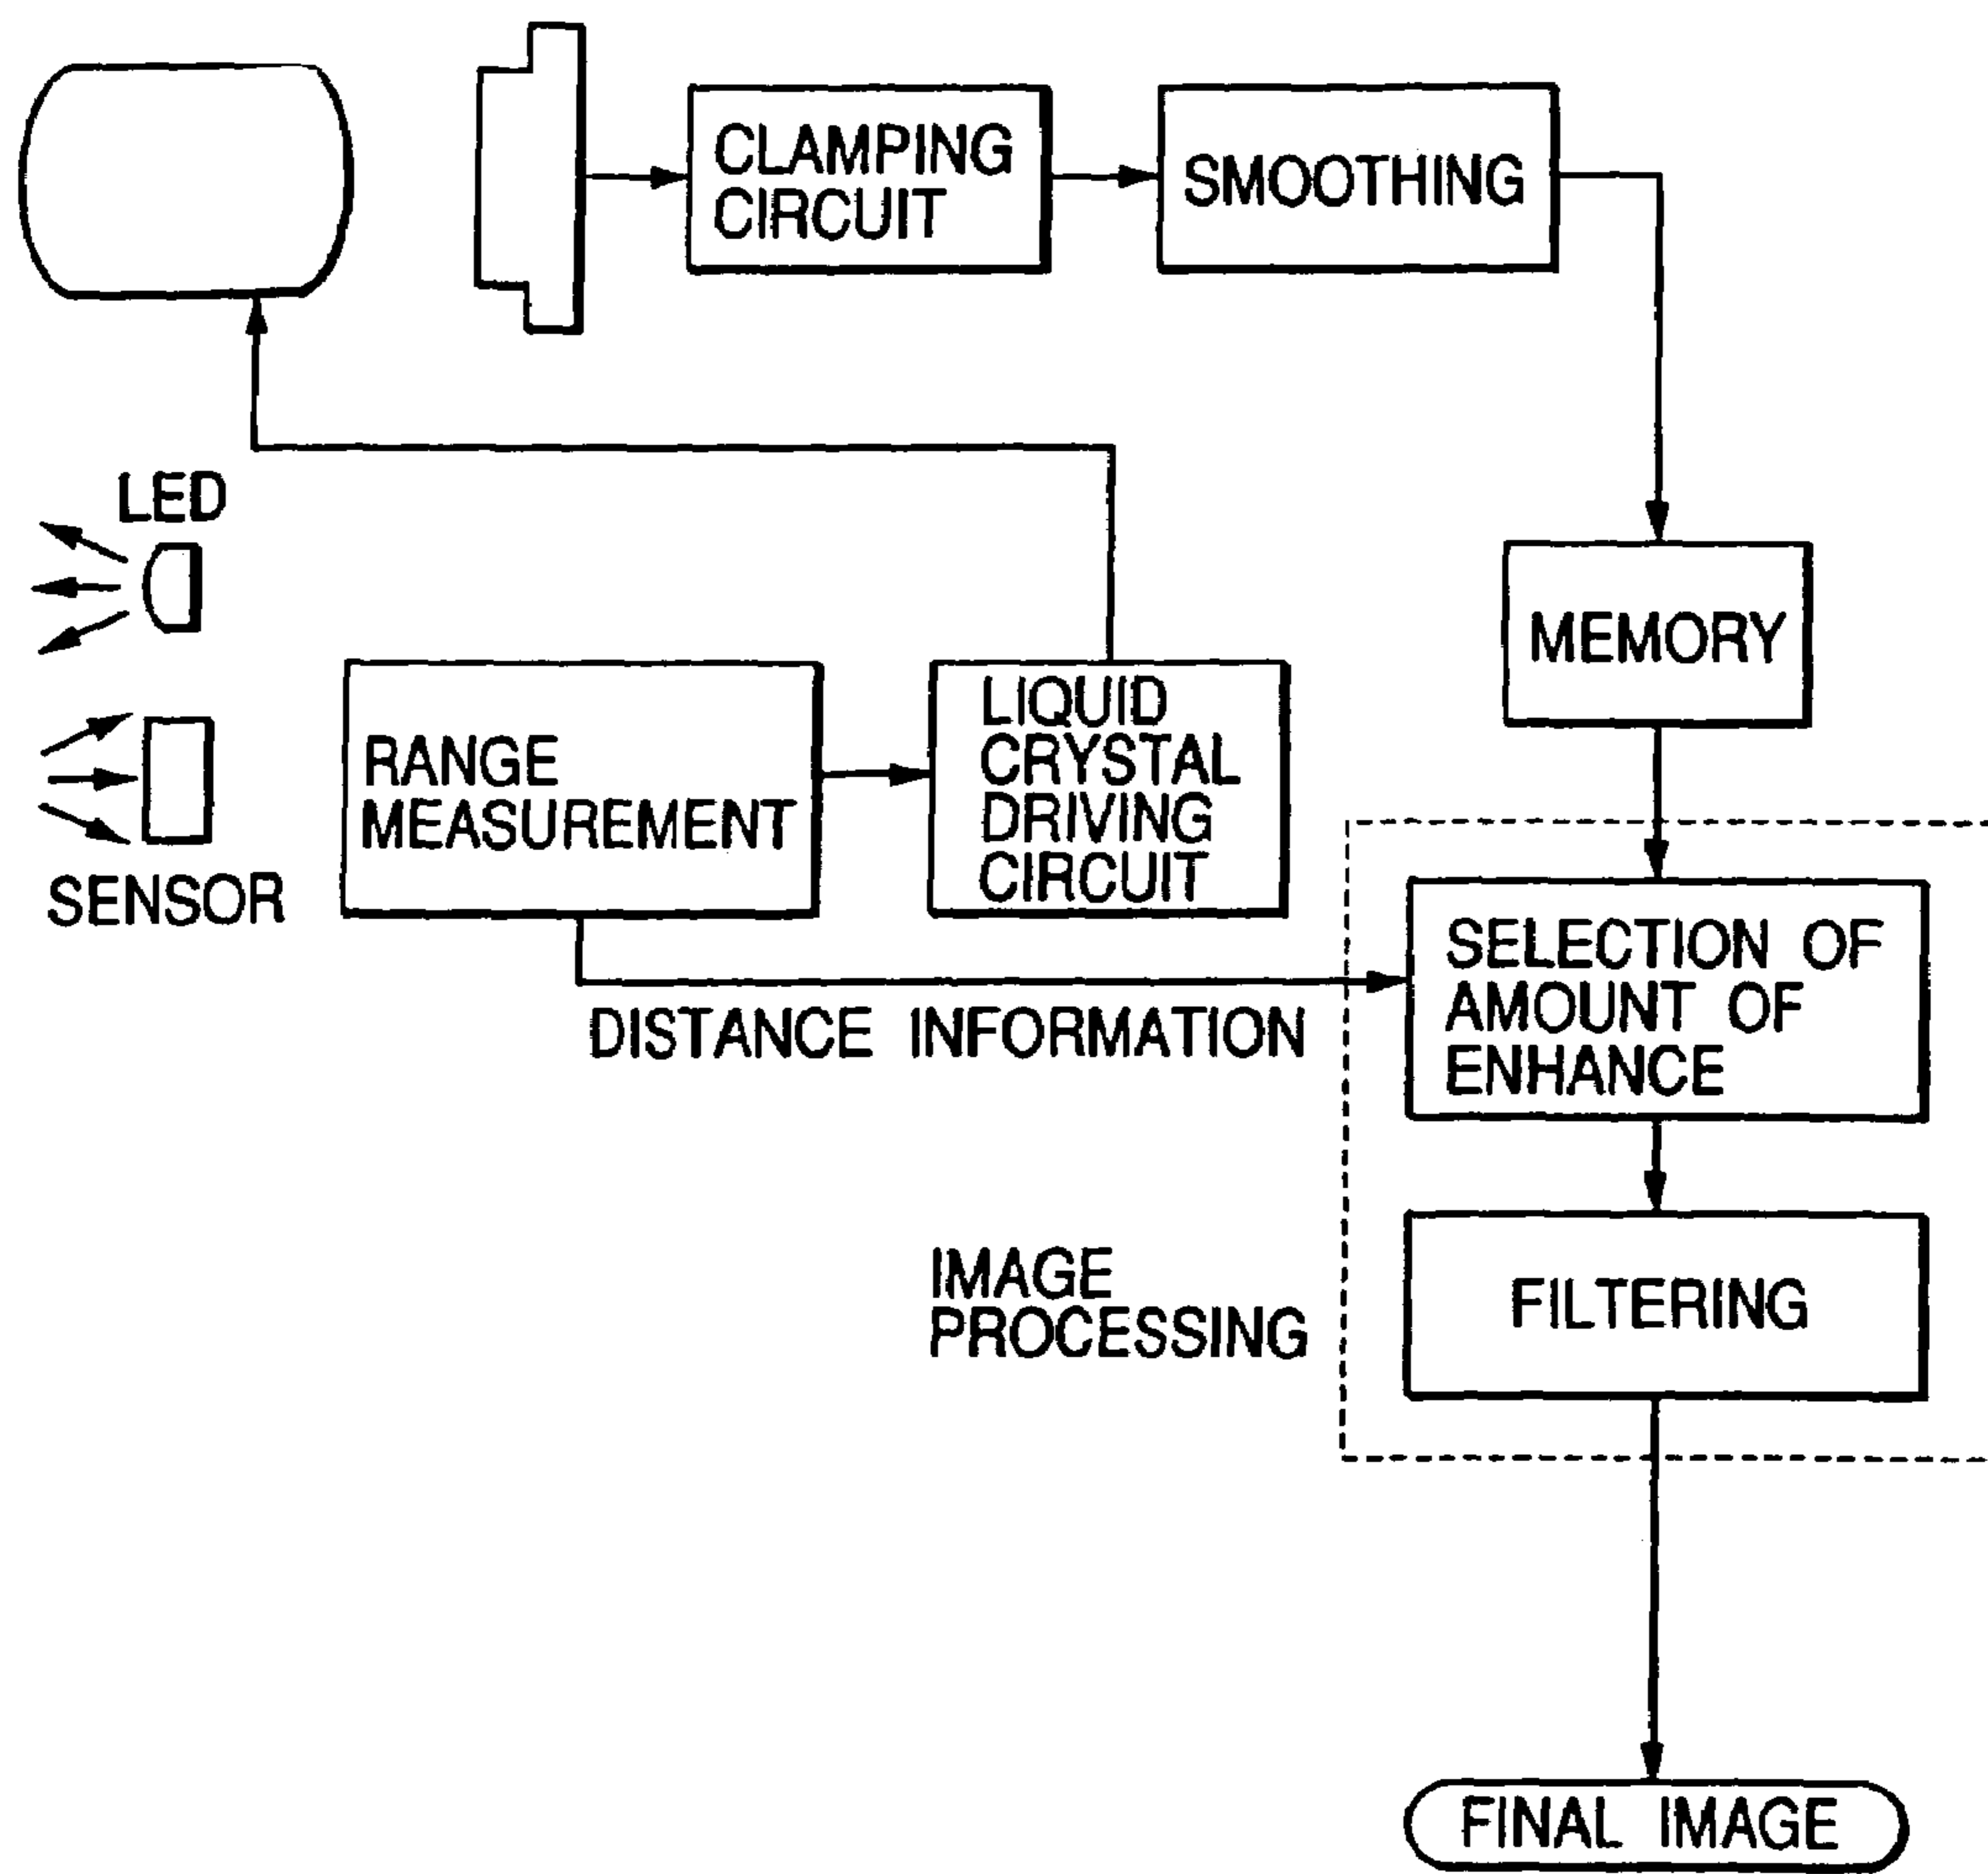 CLAMPING
CIRCUIT
SMOOTHING
LED
MEMORY
RANGE
MEASUREMENT
LIQUID
CRYSTAL
DRIVING
CIRCUIT
SENSOR
SELECTION OF
AMOUNT OF
ENHANCE
DISTANCE INFORMATION
IMAGE
PROCESSING
FILTERING
FINAL IMAGE